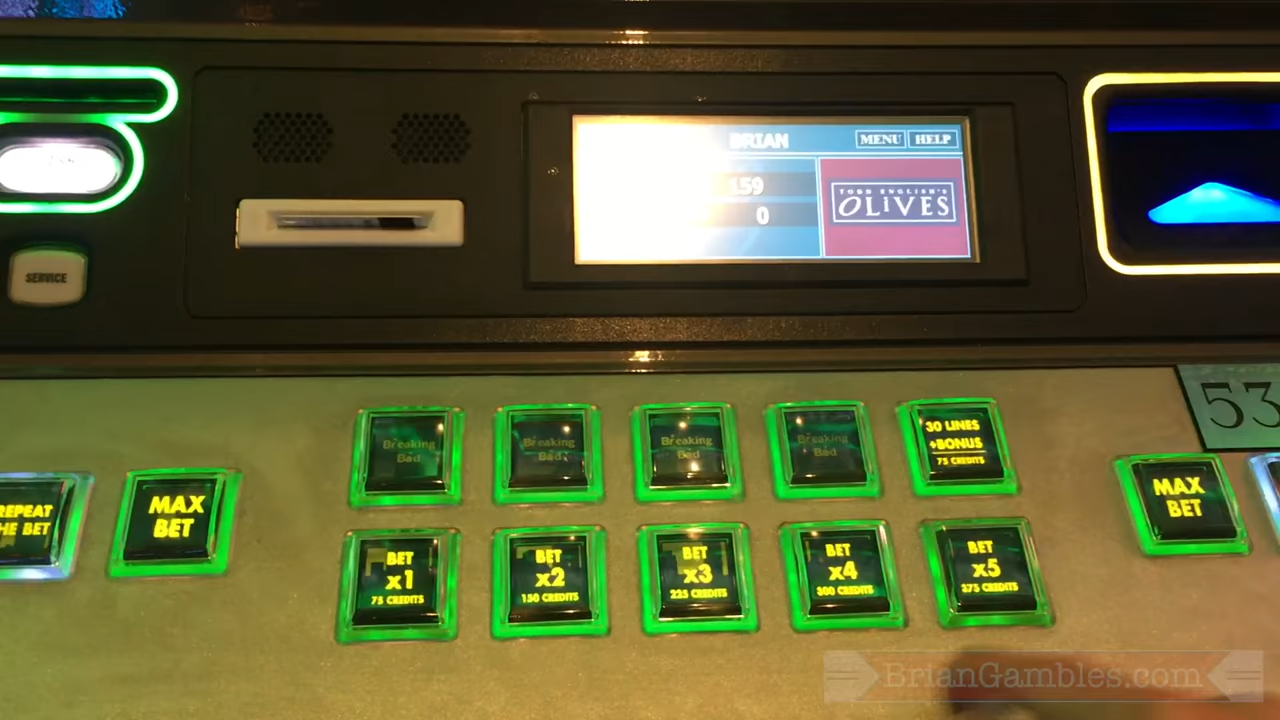 BRIAN
MENU HELP
159
0
TODD ENGLISH'S
OLIVES
SERVICE
53
Breaking
Bad
Breaking
Bad
Breaking
Bad
Breaking
Bad
30 LINES
+BONUS
75 CREDITS
REPEAT
THE BET
MAX
BET
MAX
BET
BET
x1
75 CREDITS
BET
x2
150 CREDITS
BET
x3
225 CREDITS
BET
x4
300 CREDITS
BET
x5
375 CREDITS
BrianGambles.com